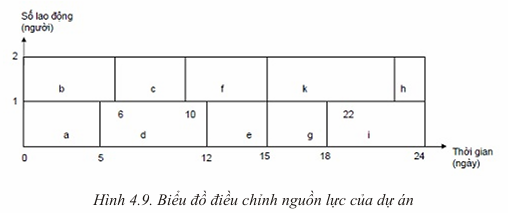 Số lao động
(người)
2
b c f k h
1
6 10 22
a d e g i
0 5 12 15 18 24
Thời gian
(ngày)
Hình 4.9. Biểu đồ điều chỉnh nguồn lực của dự án